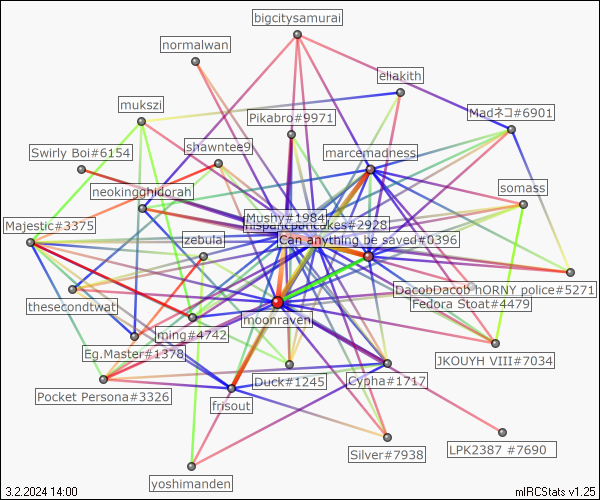 bigcitysamurai
normalwan
eliakith
mukszi
Madネコ#6901
Pikabro#9971
shawntee9
Swirly Boi#6154
marcemadness
neokingghidorah
somass
Mushy#1984
hispanicpancakes#2928
Majestic#3375
zebula
Can anything be saved#0396
DacobDacob
hORNY police#5271
thesecondtwat
Fedora Stoat#4479
moonraven
ming#4742
Eg.Master#1378
JKOUYH VIII#7034
Duck#1245
Cypha#1717
Pocket Persona#3326
frisout
Silver#7938
LPK2387 #7690
yoshimanden
3.2.2024 14:00
mIRCStats v1.25